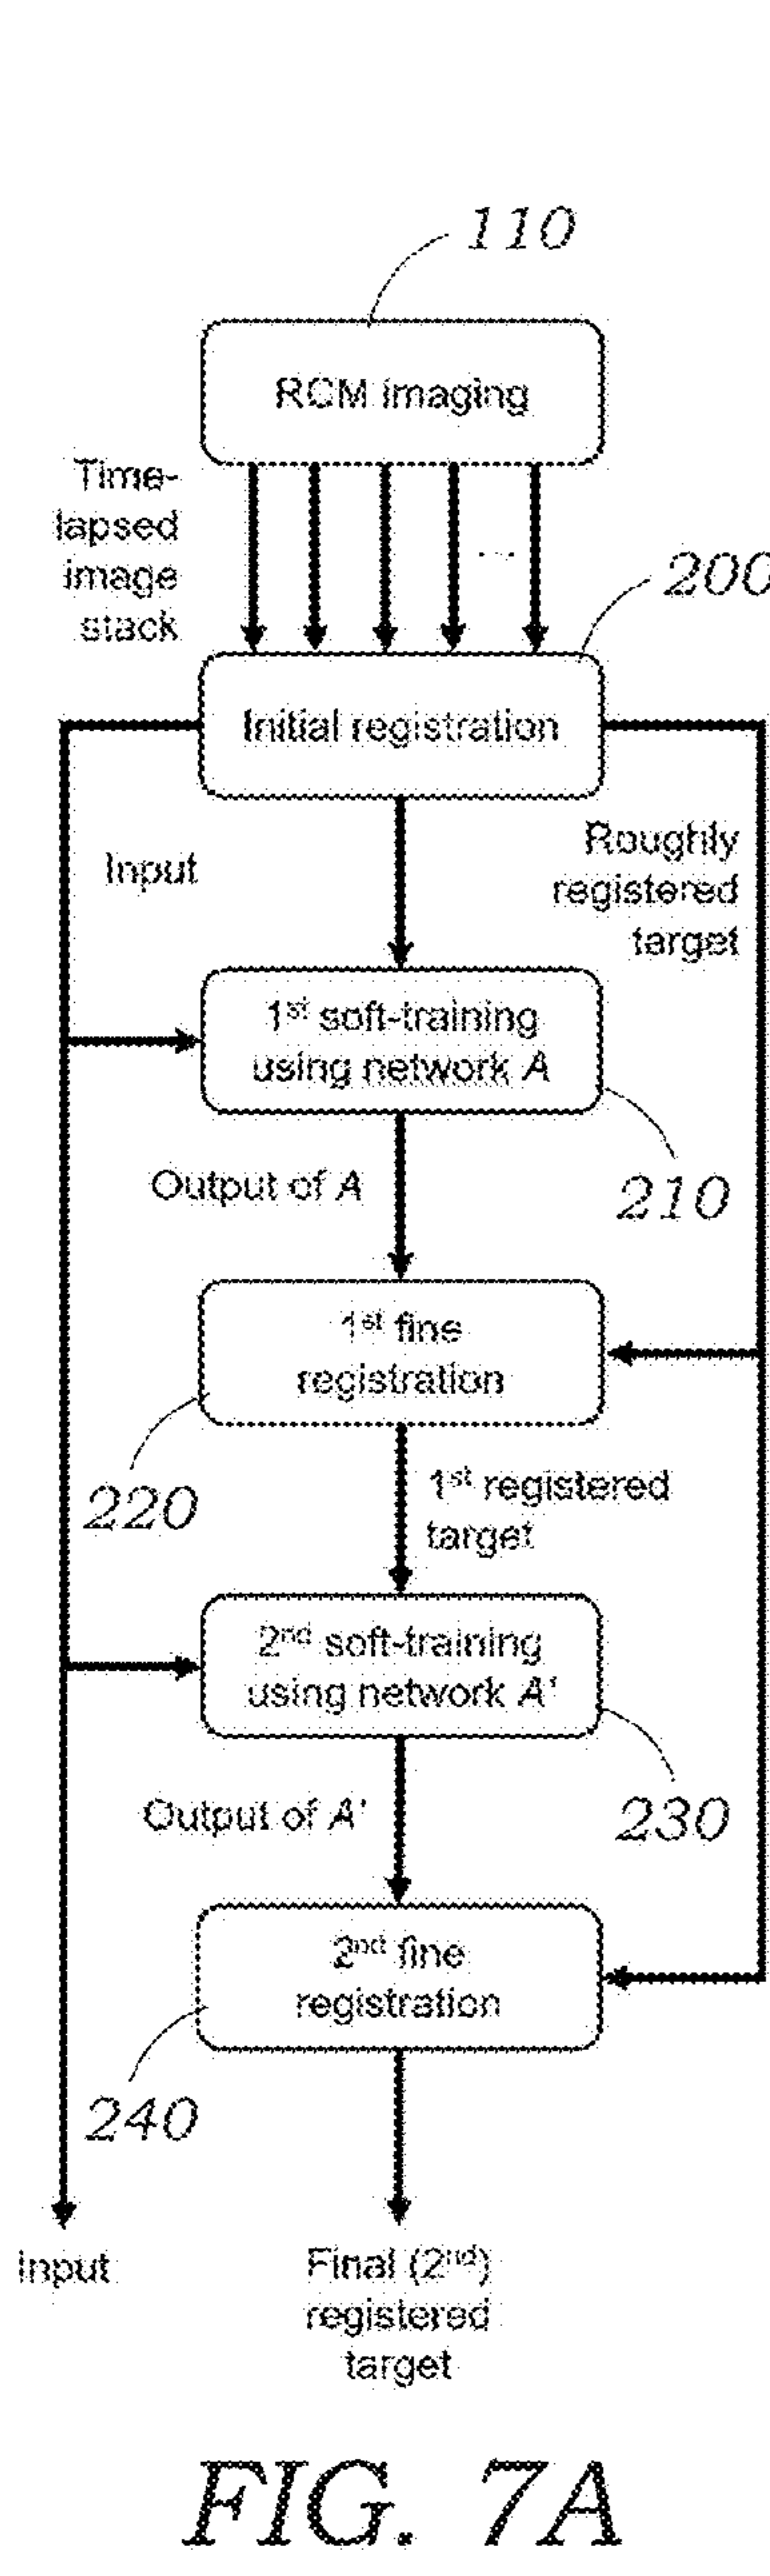 110
RCM imaging
Time-
lapsed
image
stack
...
200
Initial registration
Input
Roughly
registered
target
1st soft-training
using network A
210
Output of A
1st fine
registration
220
1st registered
target
2nd soft-training
using network A'
230
Output of A'
2nd fine
registration
240
Input
Final (2nd)
registered
target
FIG. 7A